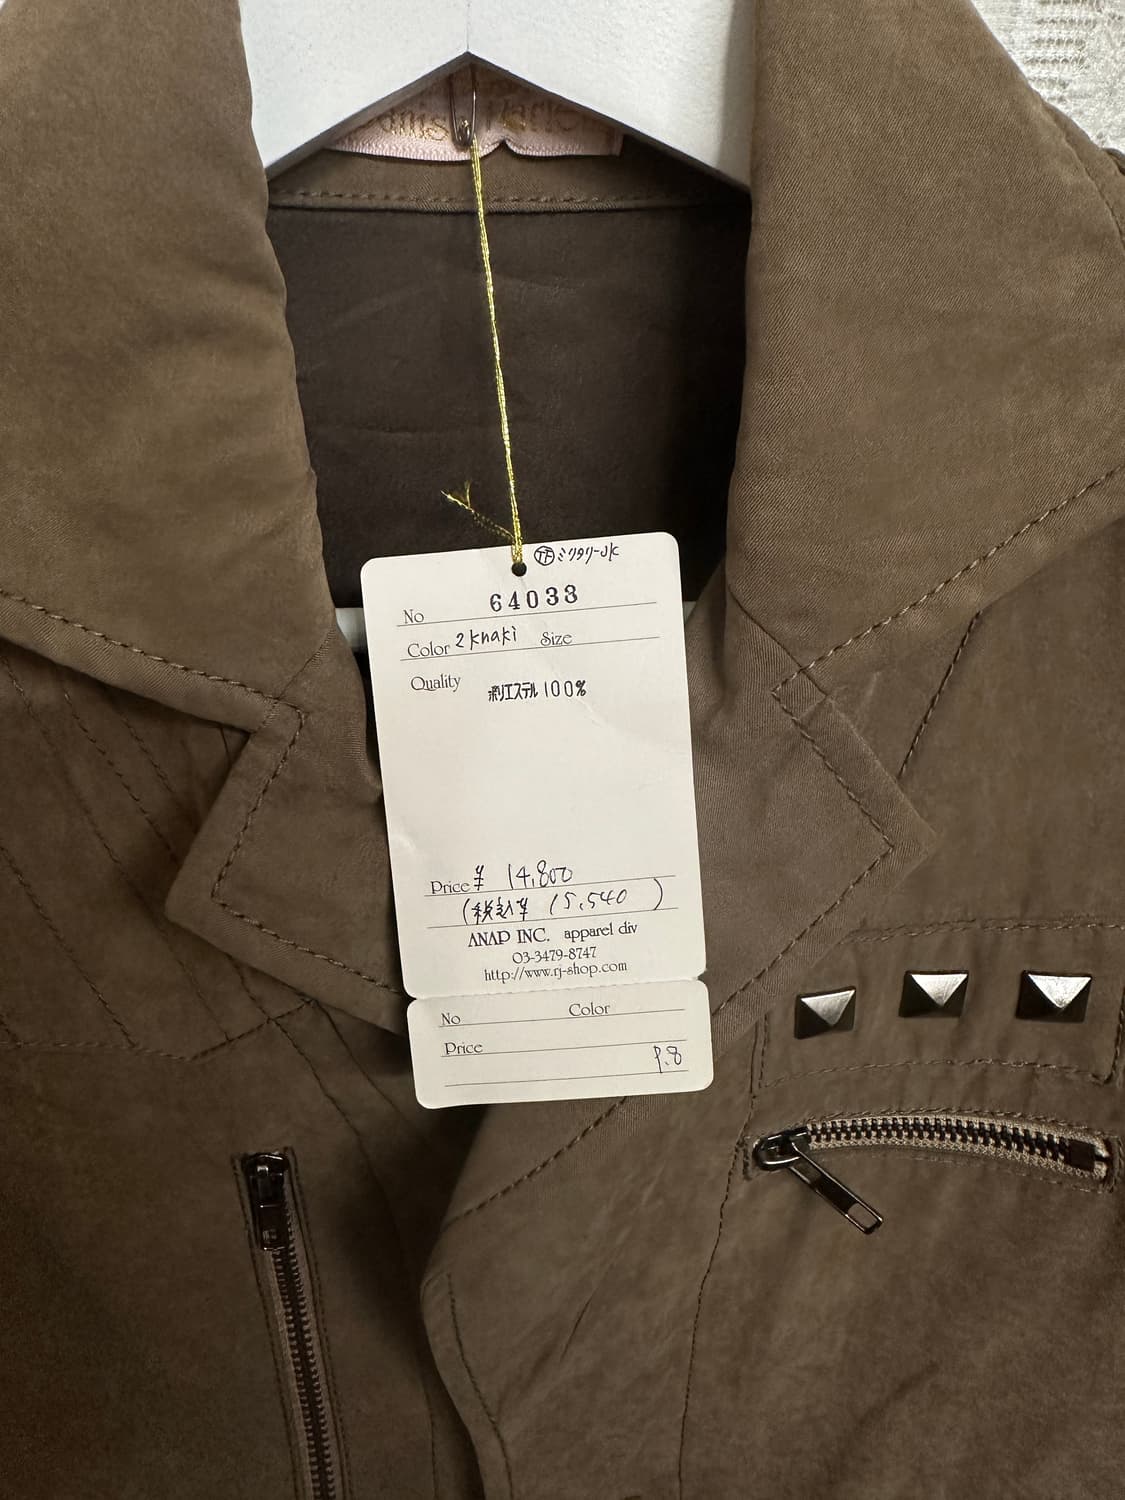 ミリタリーJK
No 64033
Color 2 Khaki Size
Quality
ポリエステル100%
Price ¥ 14,800
(税込¥ 15,540 )
ANAP INC. apparel div
03-3479-8747
http://www.rj-shop.com
No Color
Price
P.8